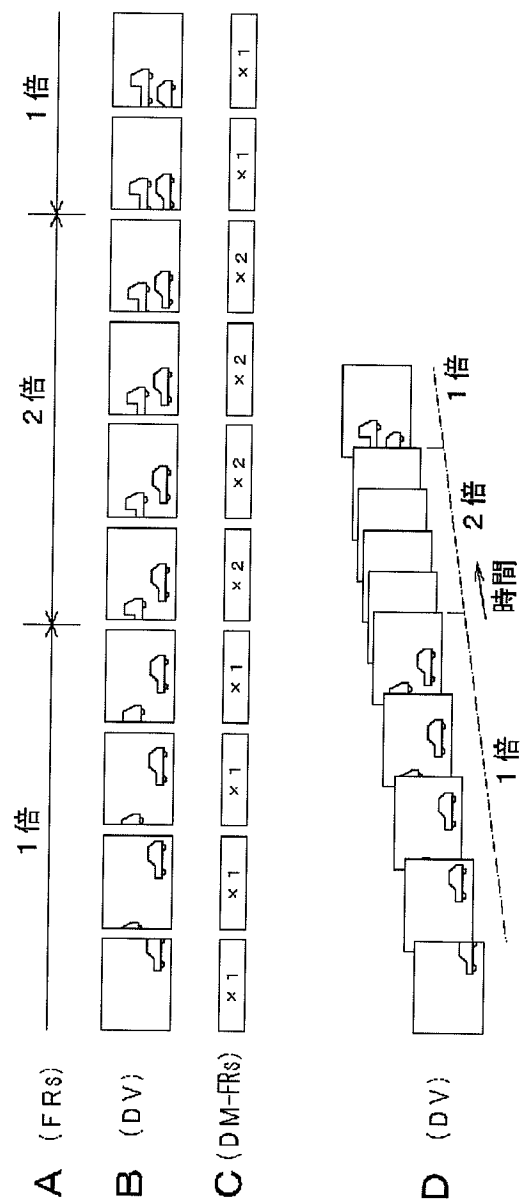 A (FRs) 1倍 2倍 1倍
B (DV)
C (DM-FRs) ×1 ×1 ×1 ×1 ×2 ×2 ×2 ×2 ×1 ×1
D (DV) 1倍 2倍 1倍
時間